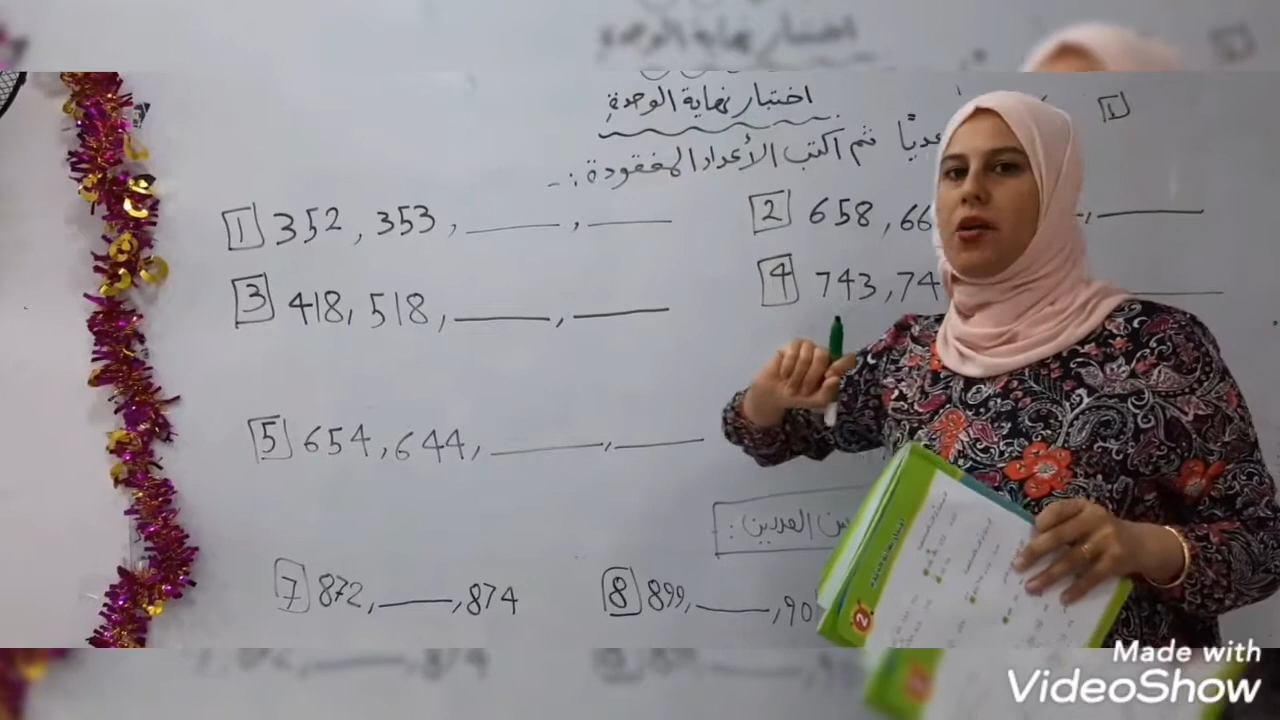 اختبار نهاية الوحدة
ثم اكتب الأعداد المفقودة :-
1 352, 353, ____, ____
2 658, 66
3 418, 518, ____, ____
4 743, 74
5 654, 644, ____, ____
العددين :
7 872, ____, 874
8 899, ____, 90
2
Made with
VideoShow